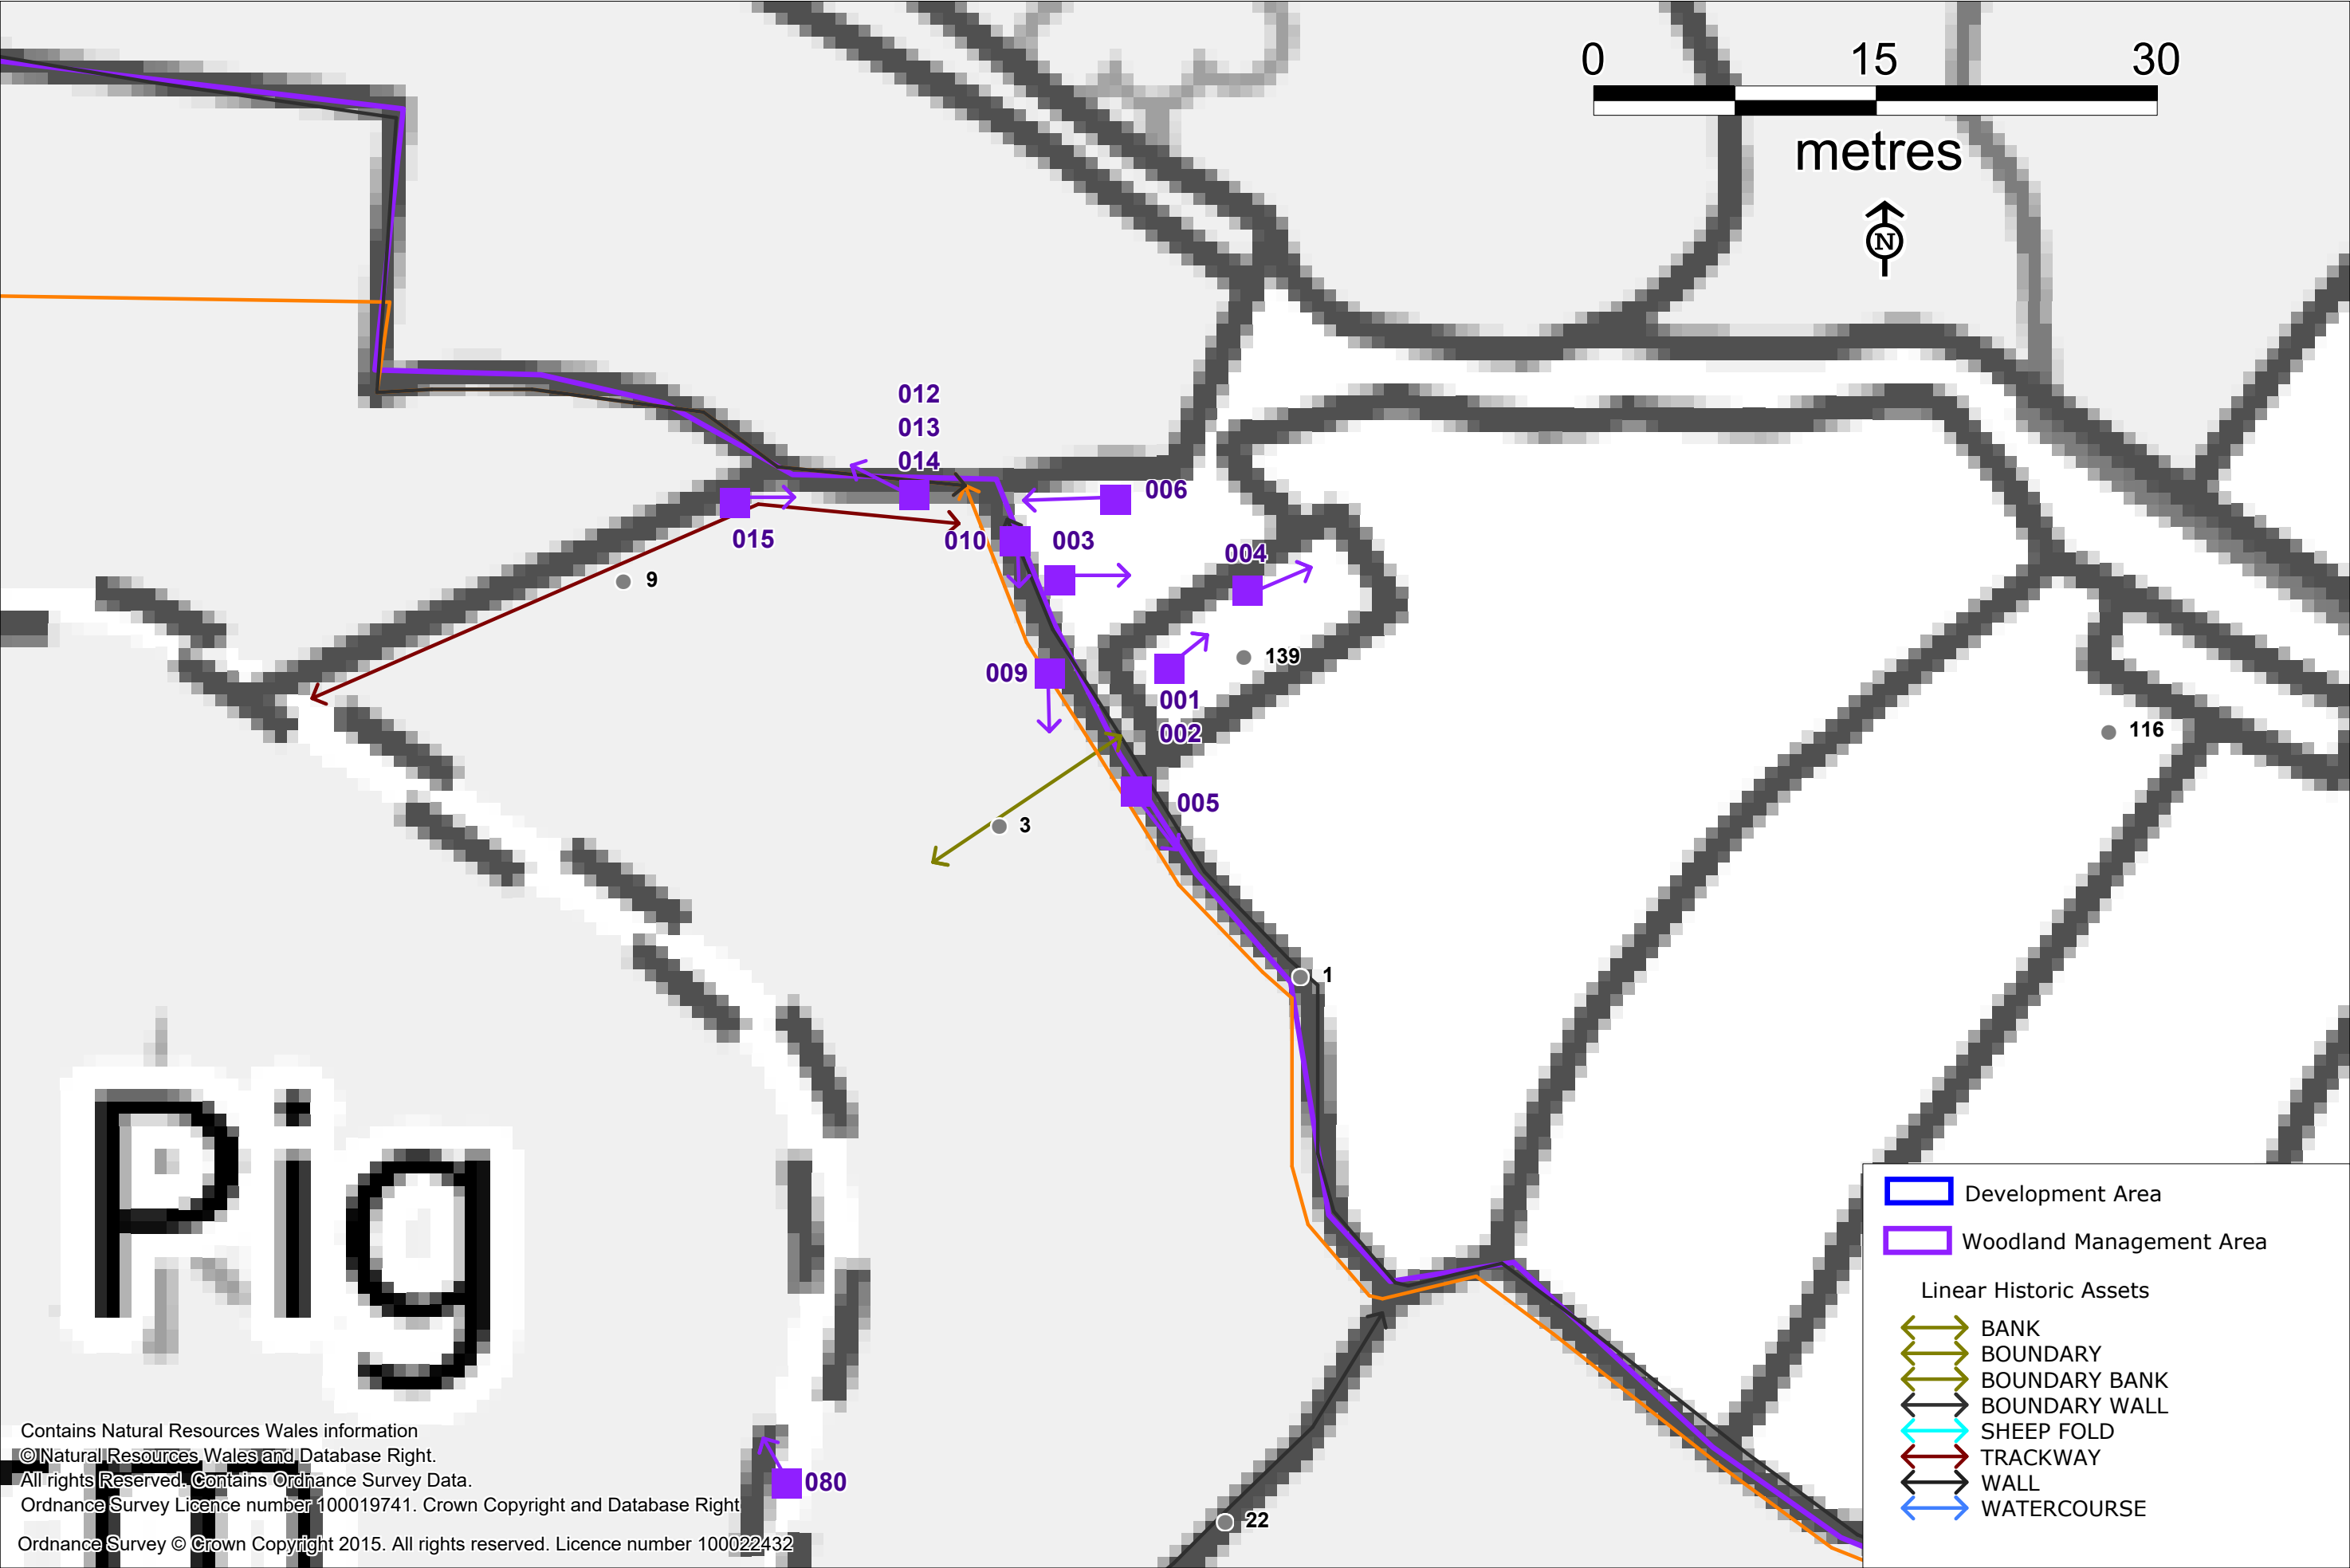 0 15 30
metres
N
012
013
014
006
015
010
003
004
9
139
009
001
002
116
005
3
1
Pig
080
22
Development Area
Woodland Management Area
Linear Historic Assets
BANK
BOUNDARY
BOUNDARY BANK
BOUNDARY WALL
SHEEP FOLD
TRACKWAY
WALL
WATERCOURSE
Contains Natural Resources Wales information
© Natural Resources Wales and Database Right.
All rights Reserved. Contains Ordnance Survey Data.
Ordnance Survey Licence number 100019741. Crown Copyright and Database Right
Ordnance Survey © Crown Copyright 2015. All rights reserved. Licence number 100022432